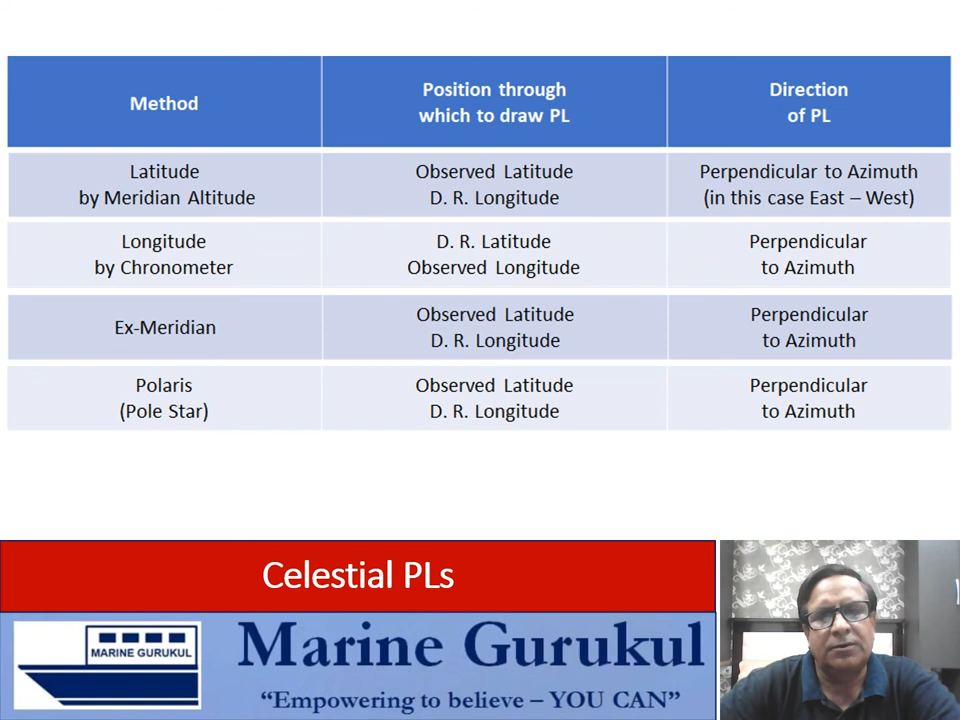 Method
Position through
which to draw PL
Direction
of PL
Latitude
by Meridian Altitude
Observed Latitude
D. R. Longitude
Perpendicular to Azimuth
(in this case East – West)
Longitude
by Chronometer
D. R. Latitude
Observed Longitude
Perpendicular
to Azimuth
Ex-Meridian
Observed Latitude
D. R. Longitude
Perpendicular
to Azimuth
Polaris
(Pole Star)
Observed Latitude
D. R. Longitude
Perpendicular
to Azimuth
Celestial PLs
MARINE GURUKUL
Marine Gurukul
“Empowering to believe – YOU CAN”